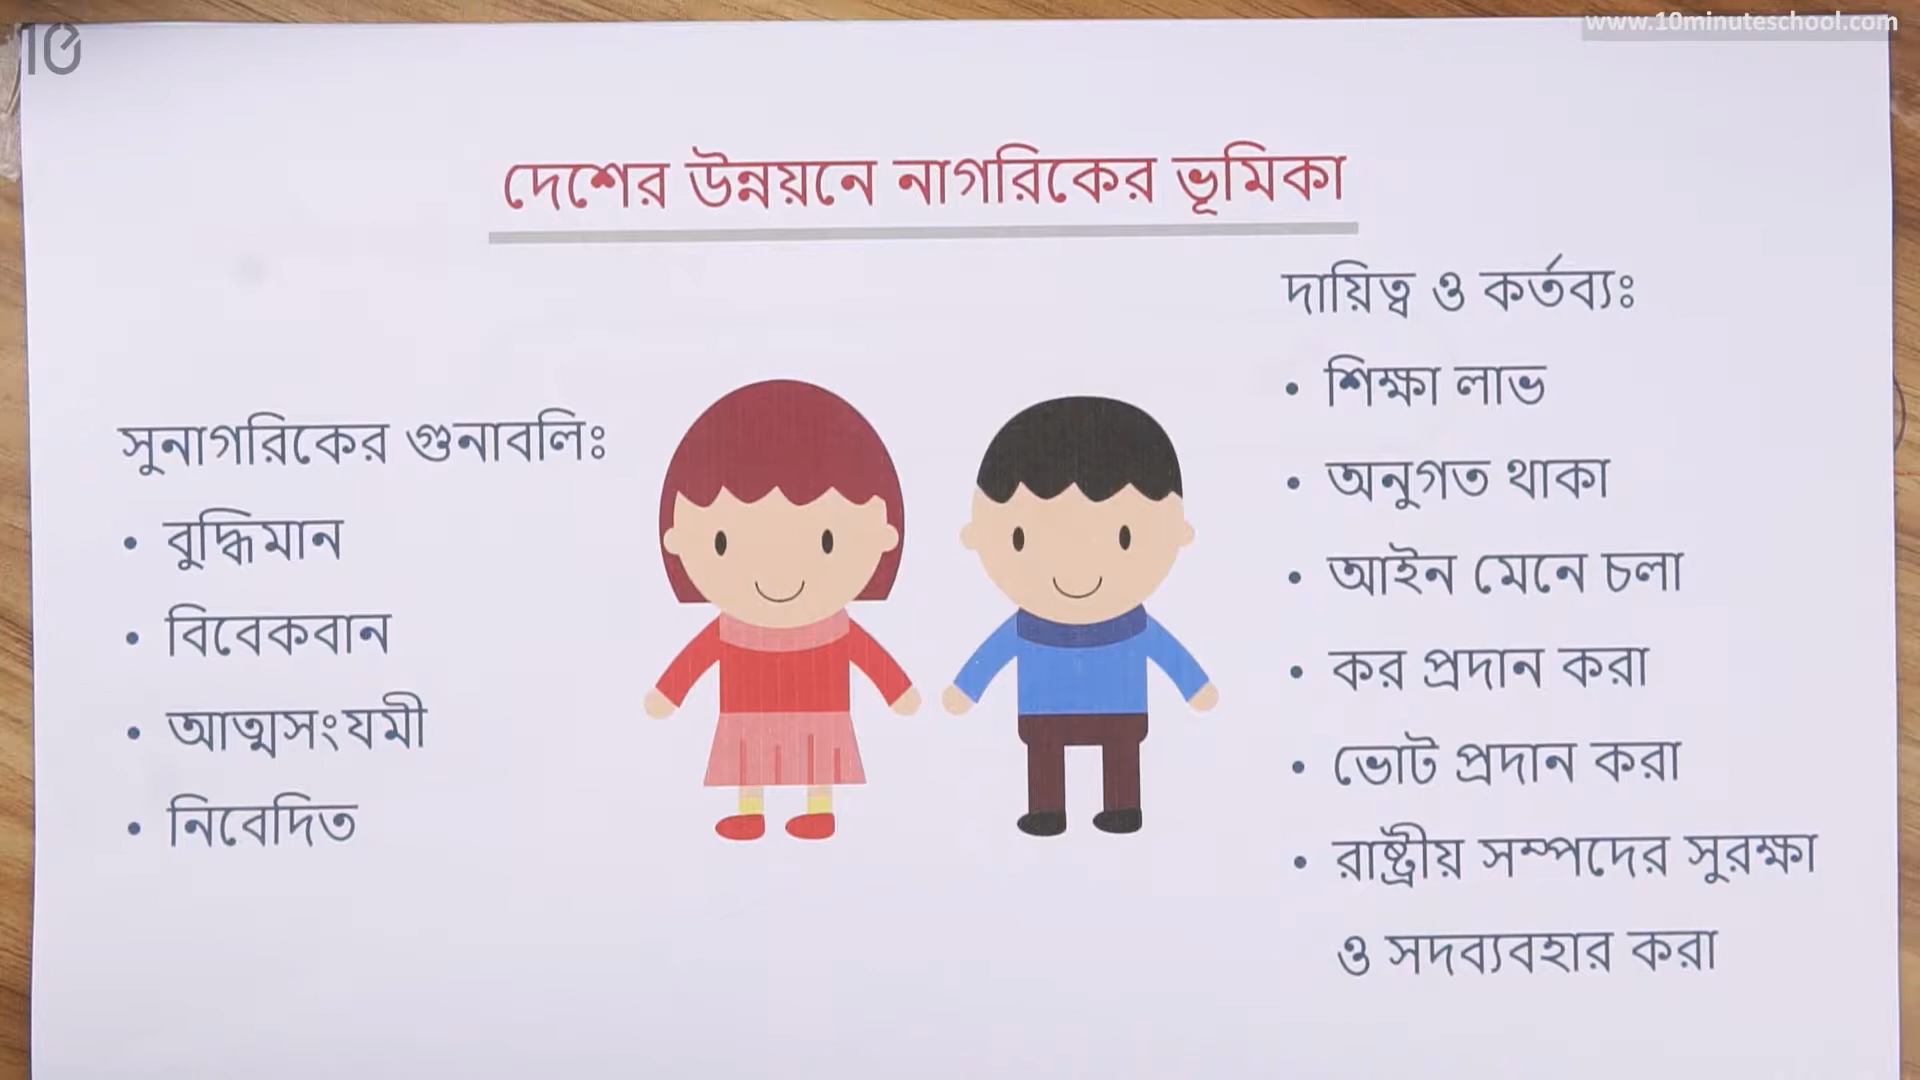 10
www.10minuteschool.com
দেশের উন্নয়নে নাগরিকের ভূমিকা
সুনাগরিকের গুনাবলিঃ
• বুদ্ধিমান
• বিবেকবান
• আত্মসংযমী
• নিবেদিত
দায়িত্ব ও কর্তব্যঃ
• শিক্ষা লাভ
• অনুগত থাকা
• আইন মেনে চলা
• কর প্রদান করা
• ভোট প্রদান করা
• রাষ্ট্রীয় সম্পদের সুরক্ষা
ও সদব্যবহার করা